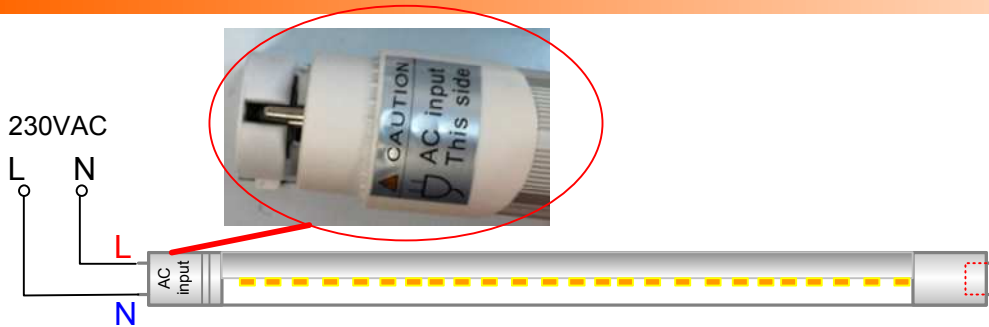 CAUTION
AC input
This side
230VAC
L N
L
AC
input
N